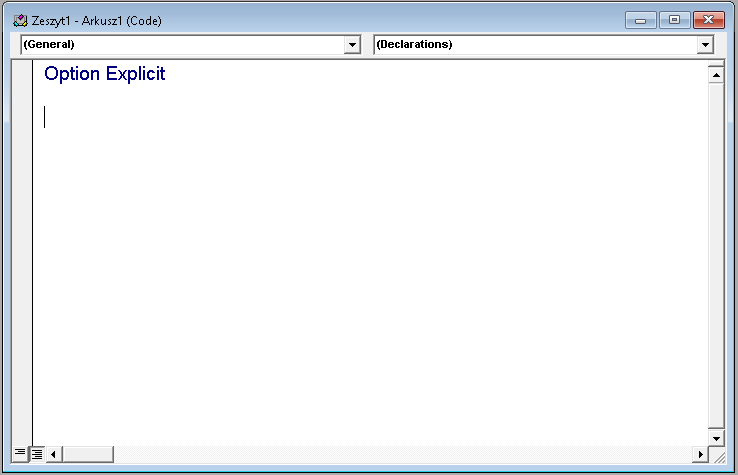 Zeszyt1 - Arkusz1 (Code)
(General) (Declarations)
Option Explicit